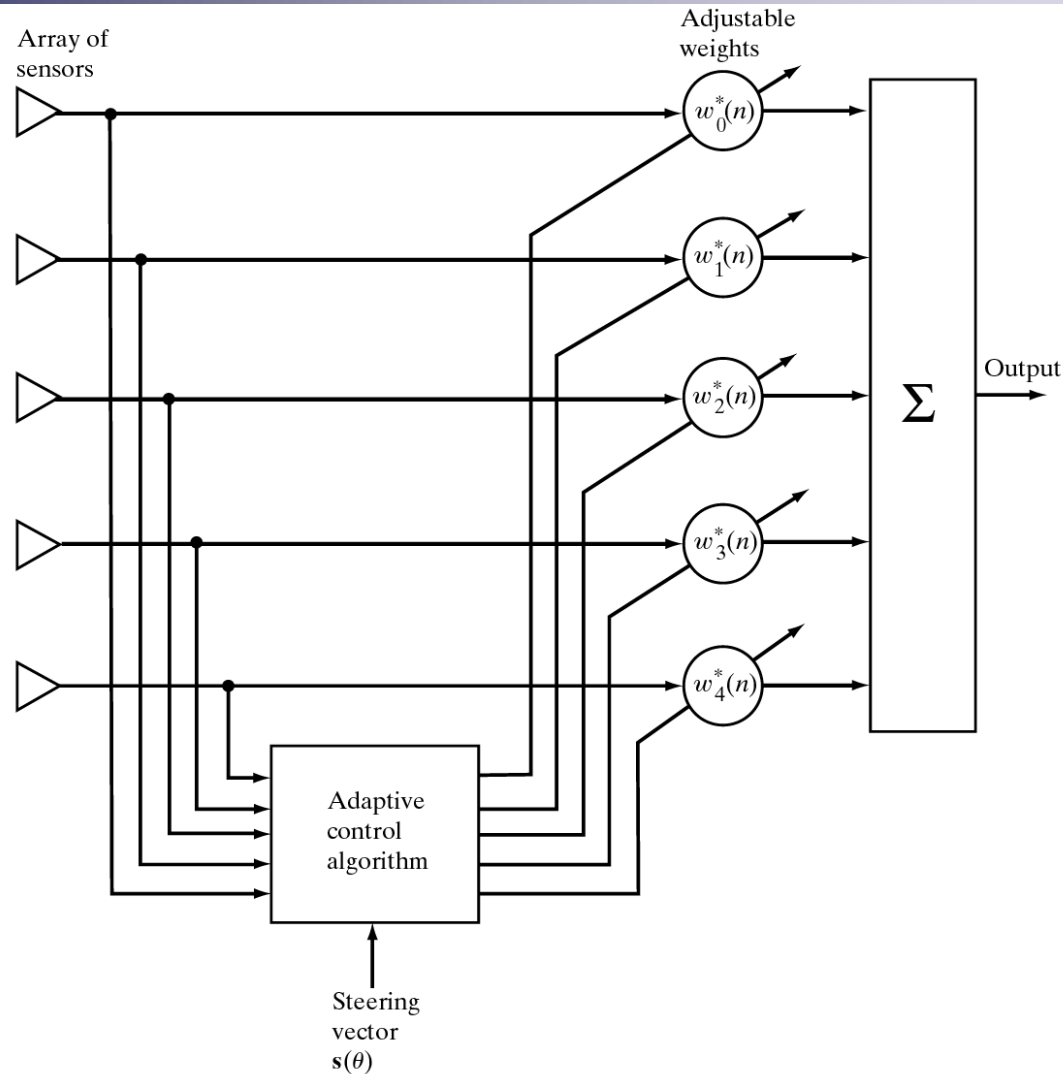 Array of
sensors
Adjustable
weights
w*0(n)
w*1(n)
w*2(n)
w*3(n)
w*4(n)
Σ
Output
Adaptive
control
algorithm
Steering
vector
s(θ)